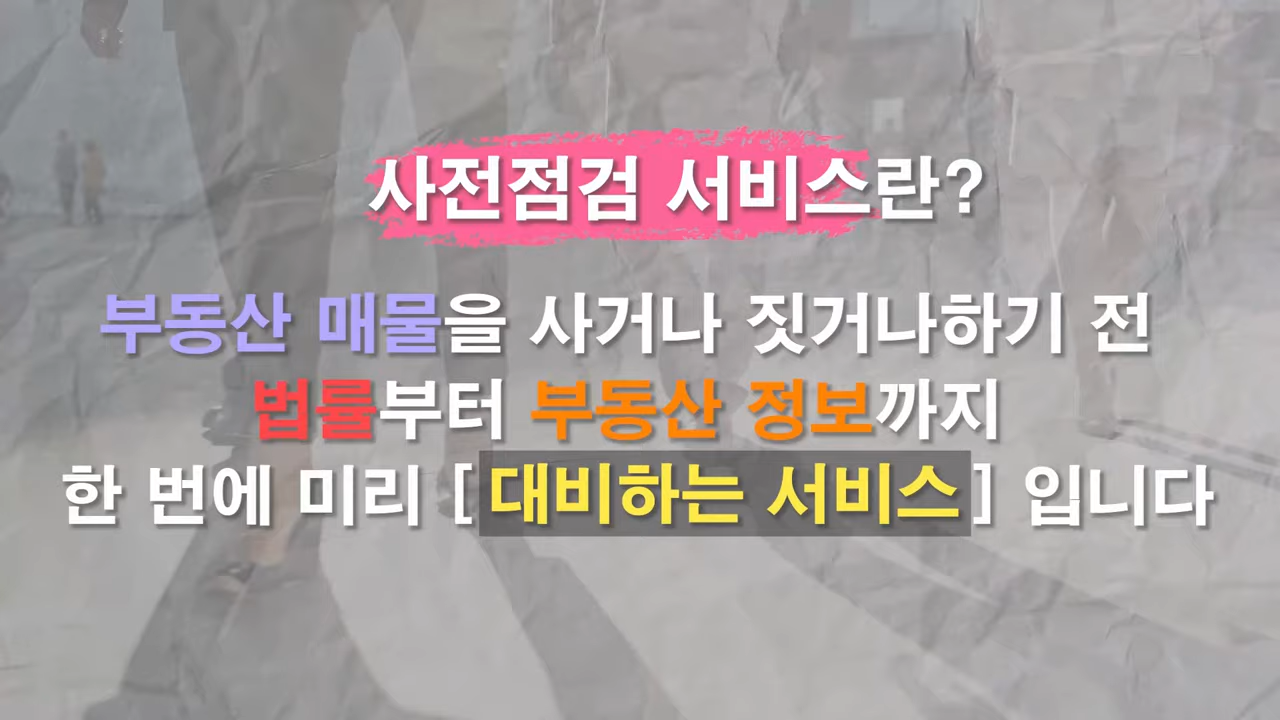 사전점검 서비스란?
부동산 매물을 사거나 짓거나하기 전
법률부터 부동산 정보까지
한 번에 미리 [대비하는 서비스] 입니다